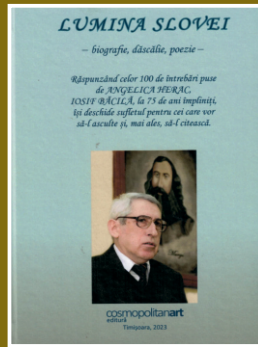 LUMINA SLOVEI
– biografie, dăscălie, poezie –
Răspunzând celor 100 de întrebări puse
de ANGELICA HERAC,
IOSIF BĂCILĂ, la 75 de ani împliniți,
își deschide sufletul pentru cei care vor
să-l asculte și, mai ales, să-l citească.
cosmopolitanart
editură
Timișoara, 2023